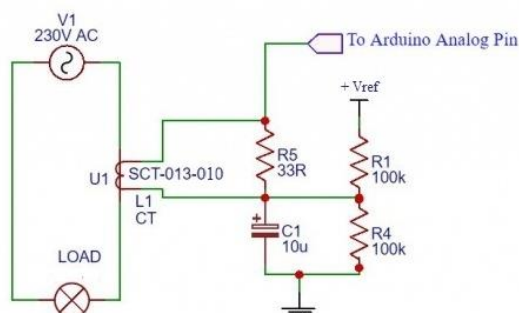 V1
230V AC
To Arduino Analog Pin
+ Vref
R5
33R
R1
100k
U1
SCT-013-010
L1
CT
+
C1
10u
R4
100k
LOAD